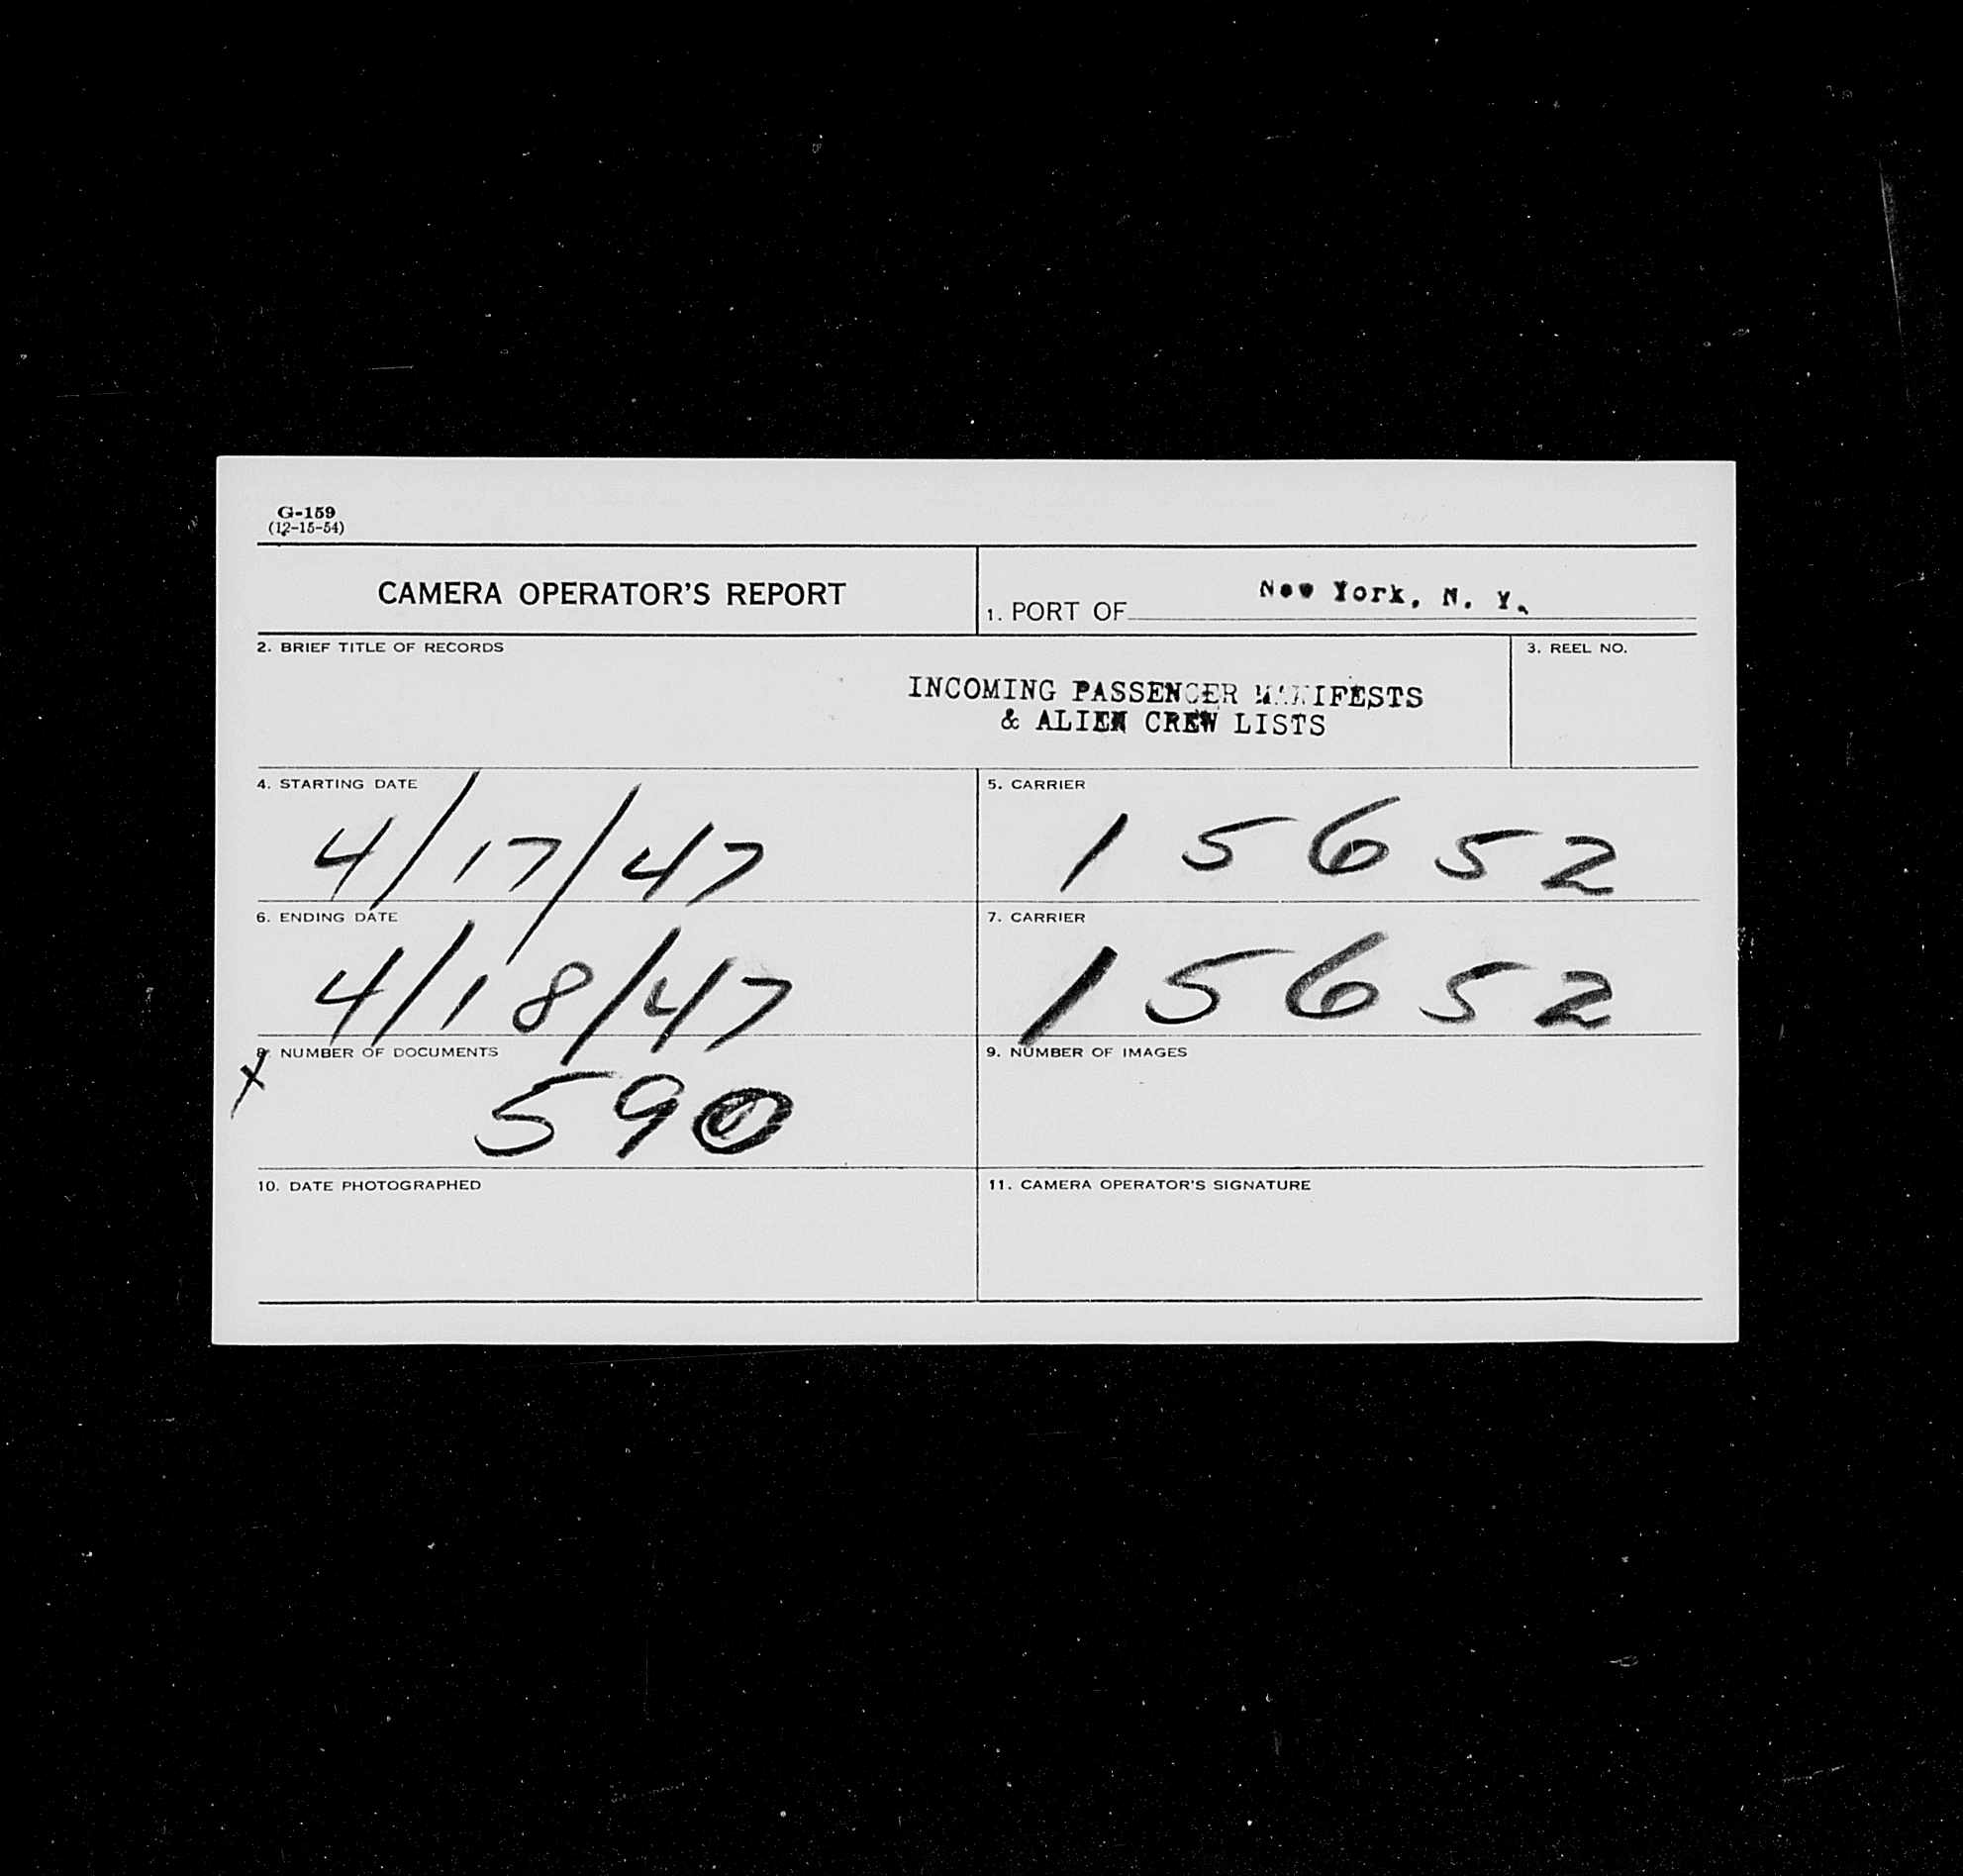 G-159
(12-15-54)
CAMERA OPERATOR'S REPORT
1. PORT OF New York, N. Y.
2. BRIEF TITLE OF RECORDS
3. REEL NO.
INCOMING PASSENGER MANIFESTS
& ALIEN CREW LISTS
4. STARTING DATE
4/17/47
5. CARRIER
15652
6. ENDING DATE
4/18/47
7. CARRIER
15652
8. NUMBER OF DOCUMENTS
x
590
9. NUMBER OF IMAGES
10. DATE PHOTOGRAPHED
11. CAMERA OPERATOR'S SIGNATURE